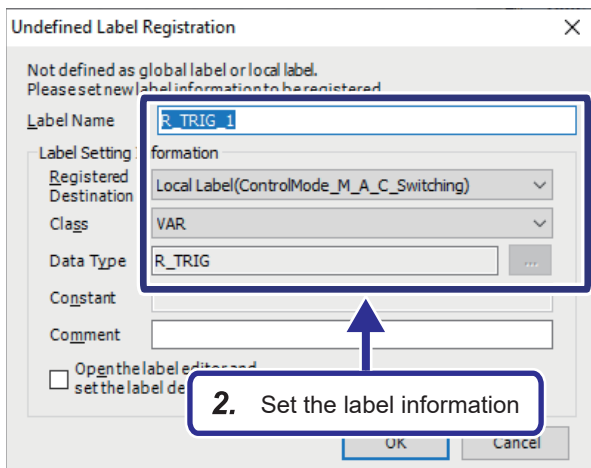 Undefined Label Registration
Not defined as global label or local label.
Please set new label information to be registered
Label Name R_TRIG_1
Label Setting formation
Registered Destination Local Label(ControlMode_M_A_C_Switching)
Class VAR
Data Type R_TRIG ...
Constant
Comment
Open the label editor and
set the label de
2. Set the label information
OK Cancel